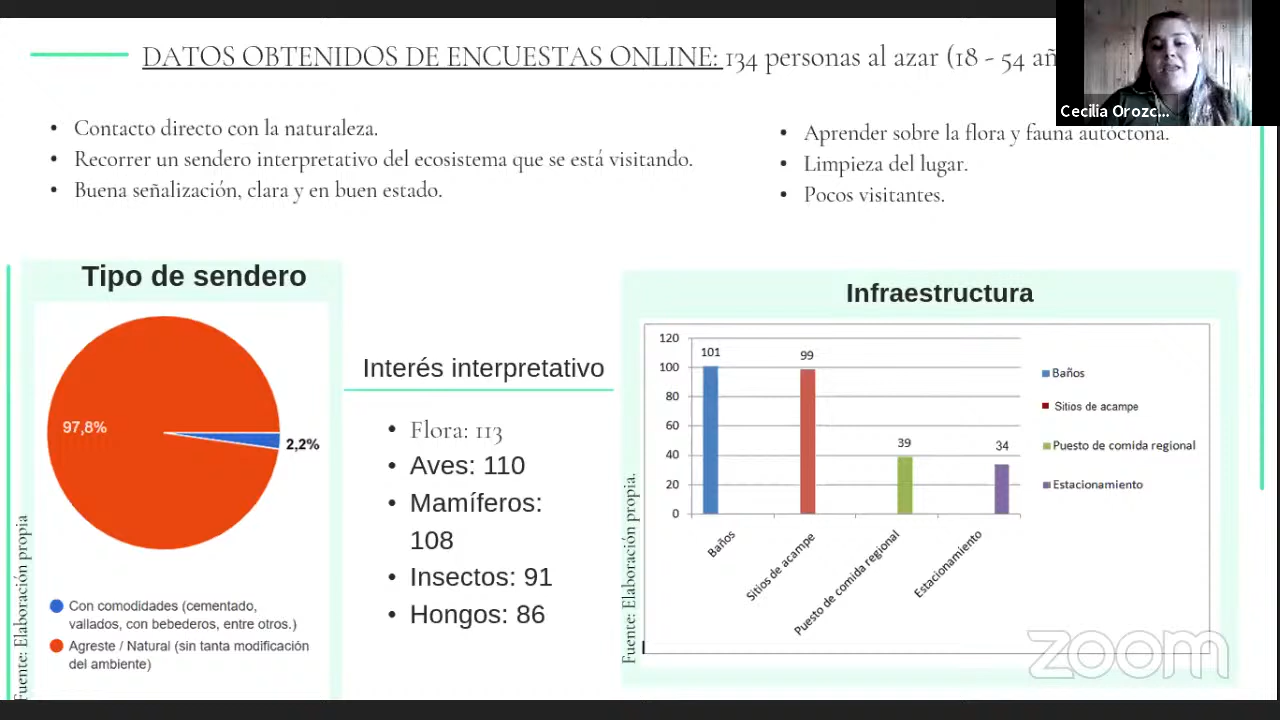 DATOS OBTENIDOS DE ENCUESTAS ONLINE: 134 personas al azar (18 - 54
Cecilia Orozc...
• Contacto directo con la naturaleza.
• Recorrer un sendero interpretativo del ecosistema que se está visitando.
• Buena señalización, clara y en buen estado.
• Aprender sobre la flora y fauna autóctona.
• Limpieza del lugar.
• Pocos visitantes.
Tipo de sendero
97,8%
2,2%
Con comodidades (cementado,
vallados, con bebederos, entre otros.)
Agreste / Natural (sin tanta modificación
del ambiente)
Fuente: Elaboración propia
Interés interpretativo
• Flora: 113
• Aves: 110
• Mamíferos:
108
• Insectos: 91
• Hongos: 86
Infraestructura
120
100
80
60
40
20
0
101
99
39
34
Baños
Sitios de acampe
Puesto de comida regional
Estacionamiento
Baños
Sitios de acampe
Puesto de comida regional
Estacionamiento
Fuente: Elaboración propia.
zoom